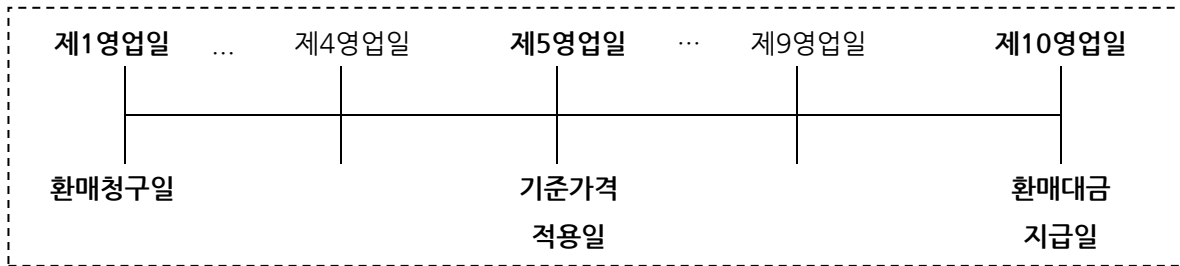 제1영업일 … 제4영업일 제5영업일 … 제9영업일 제10영업일
환매청구일 기준가격 환매대금
적용일 지급일